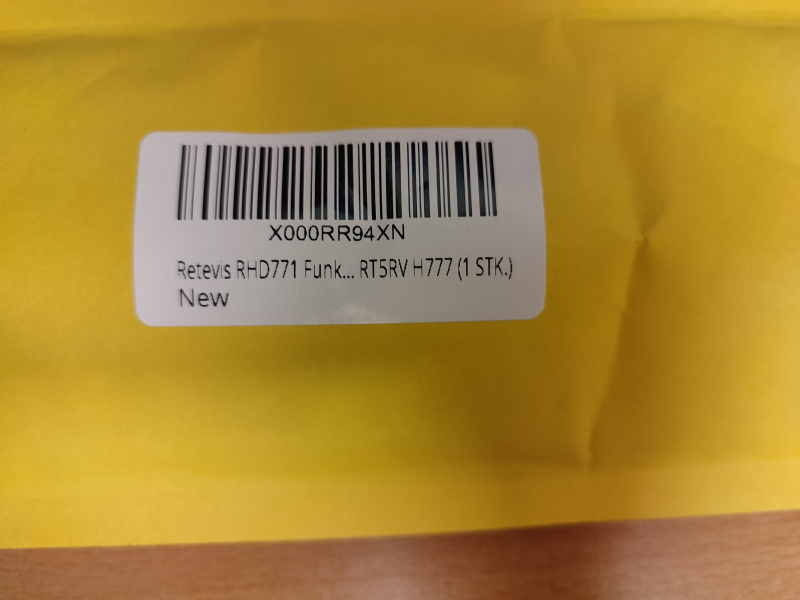 X000RR94XN
Retevis RHD771 Funk... RT5RV H777 (1 STK.)
New